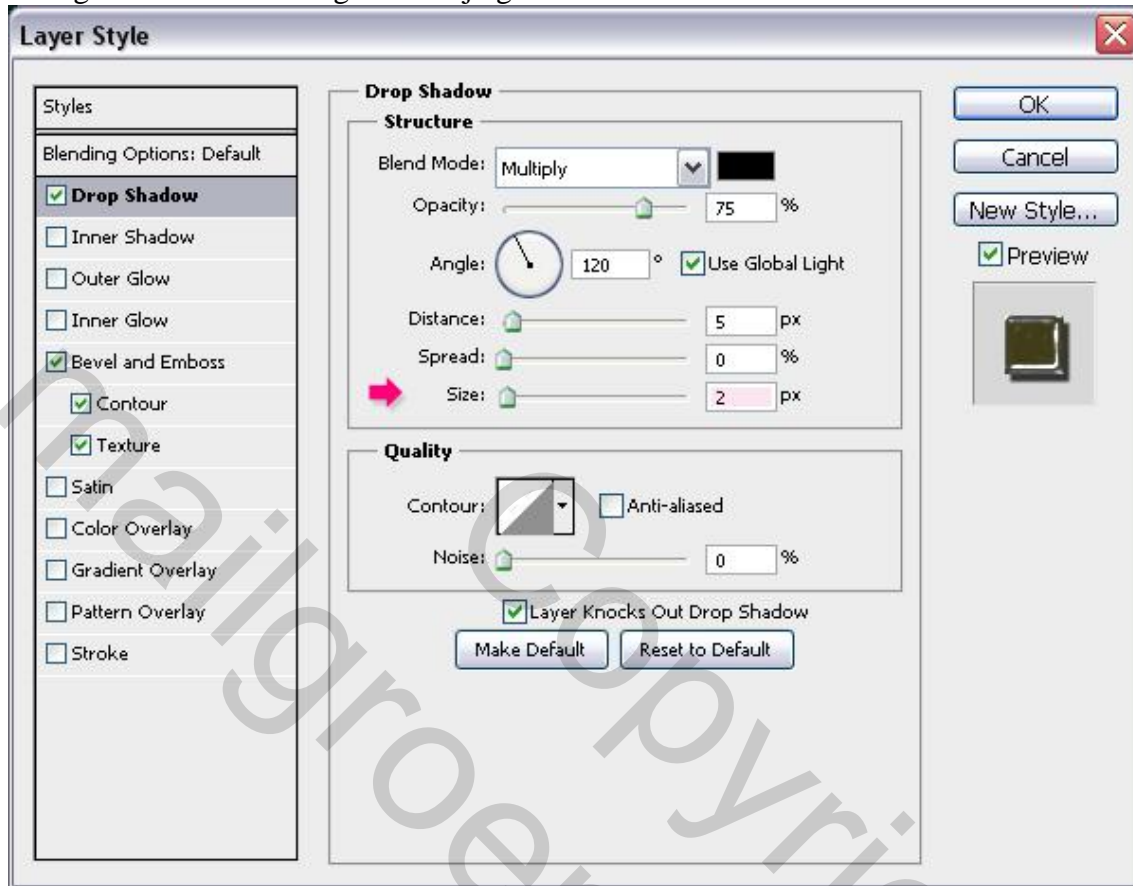 Layer Style
Styles
Blending Options: Default
Drop Shadow
Inner Shadow
Outer Glow
Inner Glow
Bevel and Emboss
Contour
Texture
Satin
Color Overlay
Gradient Overlay
Pattern Overlay
Stroke
Drop Shadow
Structure
Blend Mode: Multiply
Opacity: 75 %
Angle: 120 ° Use Global Light
Distance: 5 px
Spread: 0 %
Size: 2 px
Quality
Contour: Anti-aliased
Noise: 0 %
Layer Knocks Out Drop Shadow
Make Default Reset to Default
OK
Cancel
New Style...
Preview